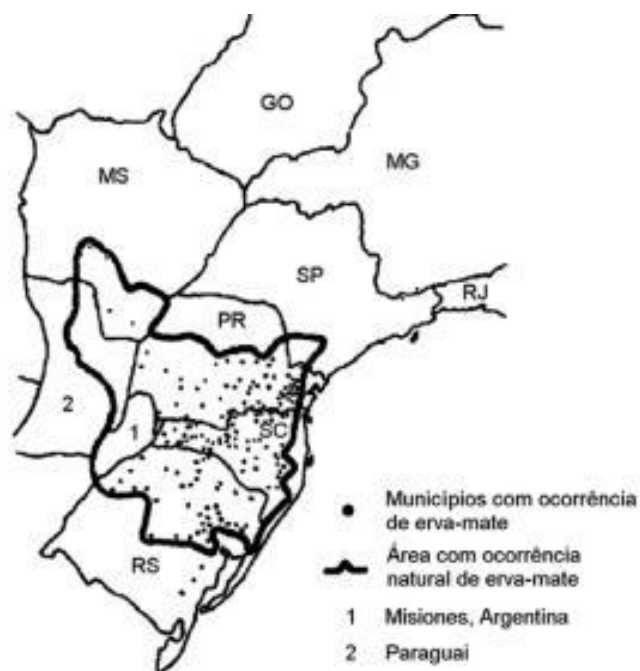 GO
MG
MS
SP
RJ
PR
2
1
SC
RS
Municípios com ocorrência
de erva-mate
Área com ocorrência
natural de erva-mate
1 Misiones, Argentina
2 Paraguai